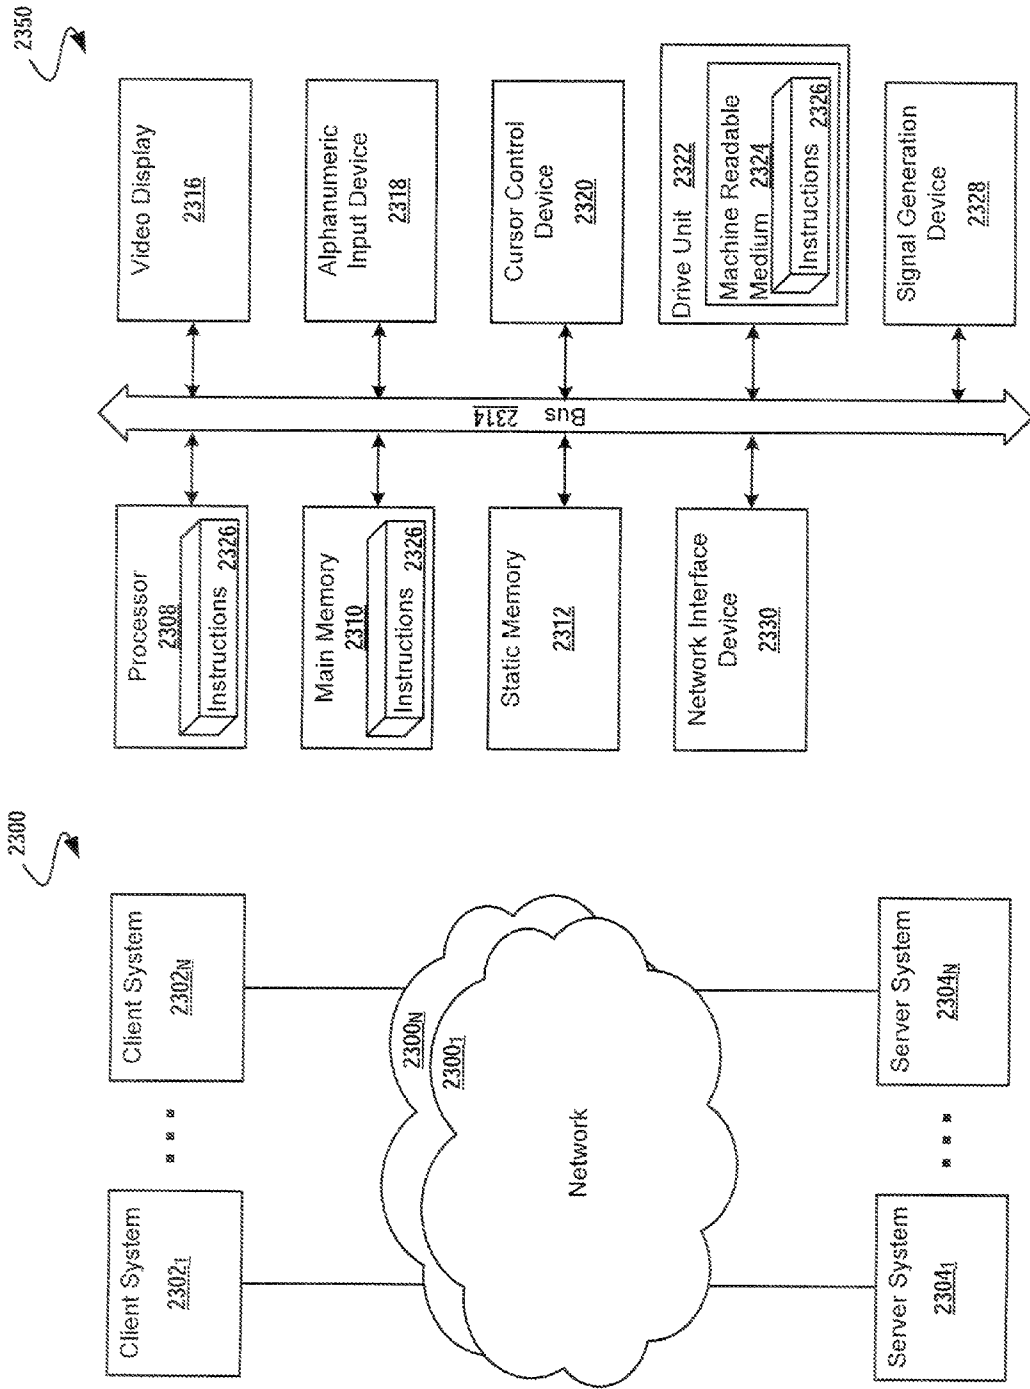 2300
Client System
2302₁
Client System
2302N
2300N
2300₁
Network
Server System
2304₁
Server System
2304N
2350
Processor
2308
Instructions 2326
Main Memory
2310
Instructions 2326
Static Memory
2312
Network Interface
Device
2330
Bus 2314
Video Display
2316
Alphanumeric
Input Device
2318
Cursor Control
Device
2320
Drive Unit 2322
Machine Readable
Medium 2324
Instructions 2326
Signal Generation
Device
2328